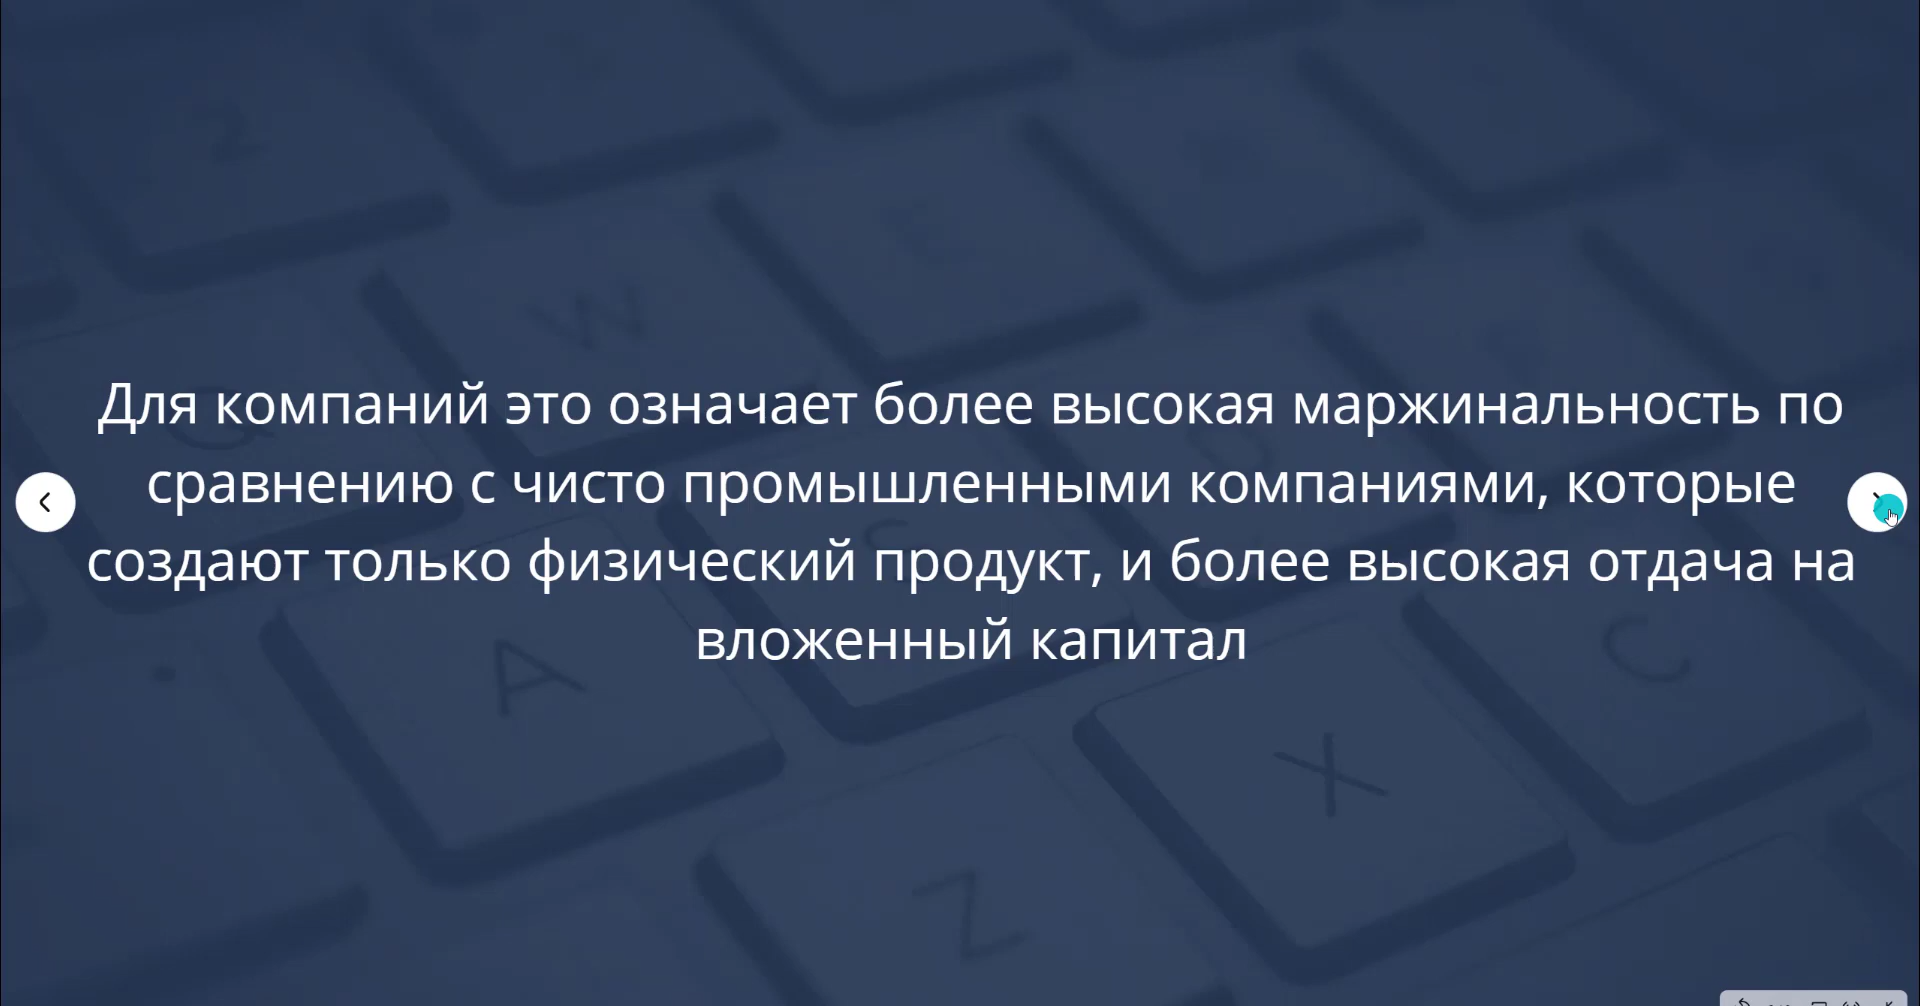 Для компаний это означает более высокая маржинальность по
сравнению с чисто промышленными компаниями, которые
создают только физический продукт, и более высокая отдача на
вложенный капитал